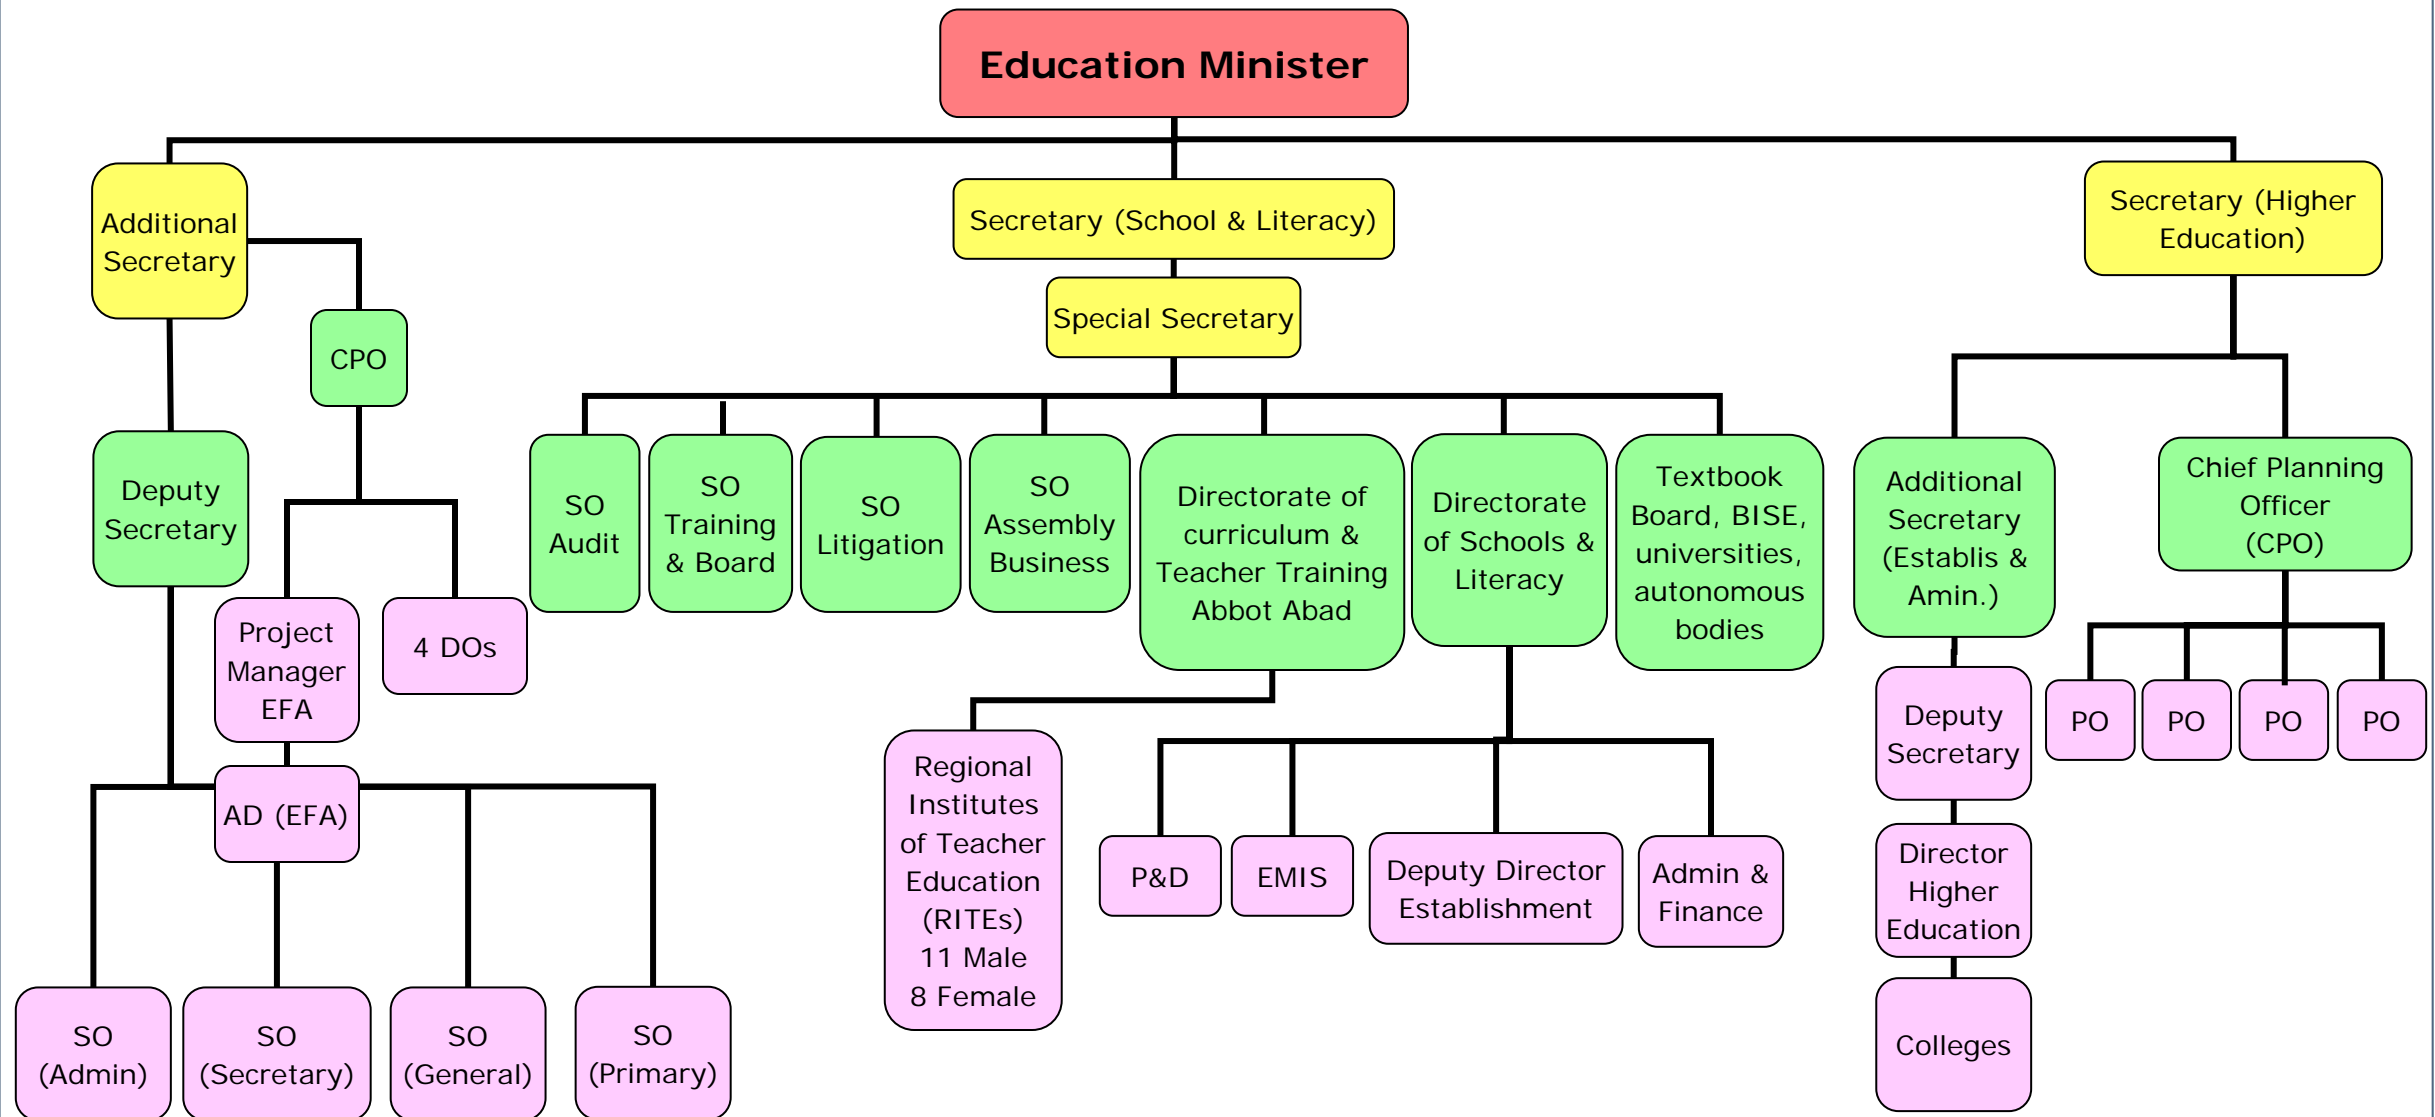 Education Minister
Additional
Secretary
Secretary (School & Literacy)
Secretary (Higher
Education)
Special Secretary
CPO
Deputy
Secretary
SO
Audit
SO
Training
& Board
SO
Litigation
SO
Assembly
Business
Directorate of
curriculum &
Teacher Training
Abbot Abad
Directorate
of Schools &
Literacy
Textbook
Board, BISE,
universities,
autonomous
bodies
Additional
Secretary
(Establis &
Amin.)
Chief Planning
Officer
(CPO)
Project
Manager
EFA
4 DOs
Deputy
Secretary
PO
PO
PO
PO
AD (EFA)
Regional
Institutes
of Teacher
Education
(RITEs)
11 Male
8 Female
P&D
EMIS
Deputy Director
Establishment
Admin &
Finance
Director
Higher
Education
SO
(Admin)
SO
(Secretary)
SO
(General)
SO
(Primary)
Colleges